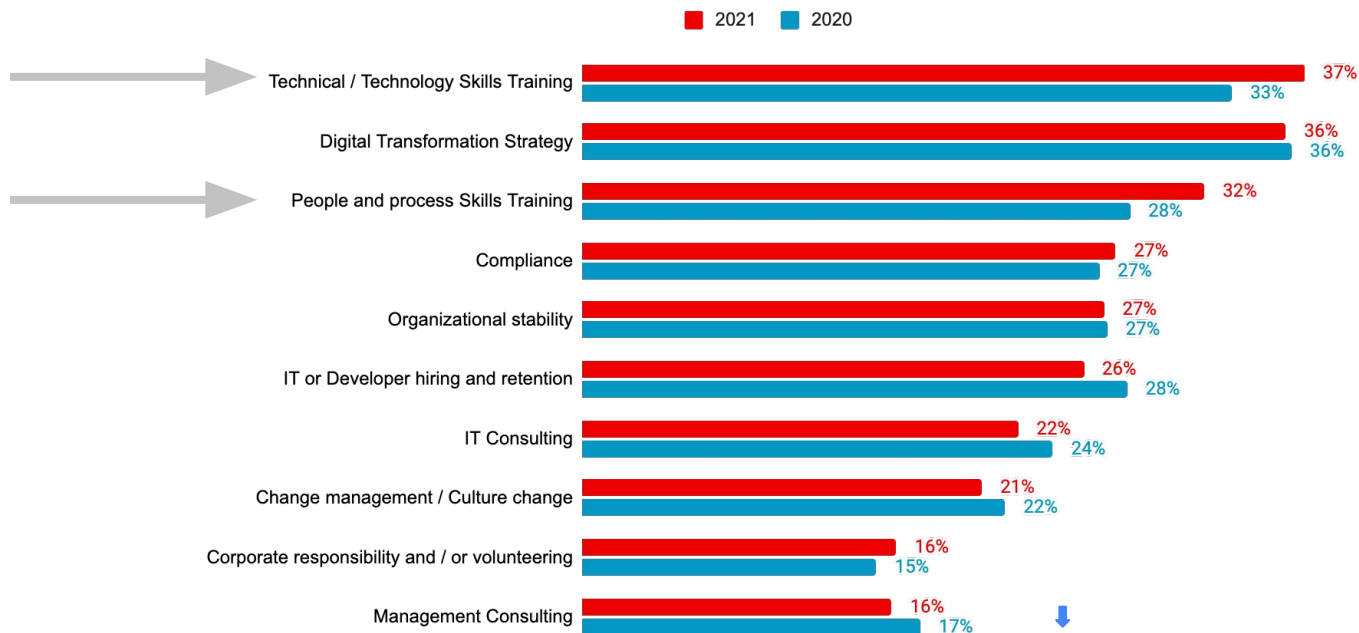 2021 2020
Technical / Technology Skills Training 37%
33%
Digital Transformation Strategy 36%
36%
People and process Skills Training 32%
28%
Compliance 27%
27%
Organizational stability 27%
27%
IT or Developer hiring and retention 26%
28%
IT Consulting 22%
24%
Change management / Culture change 21%
22%
Corporate responsibility and / or volunteering 16%
15%
Management Consulting 16%
17%